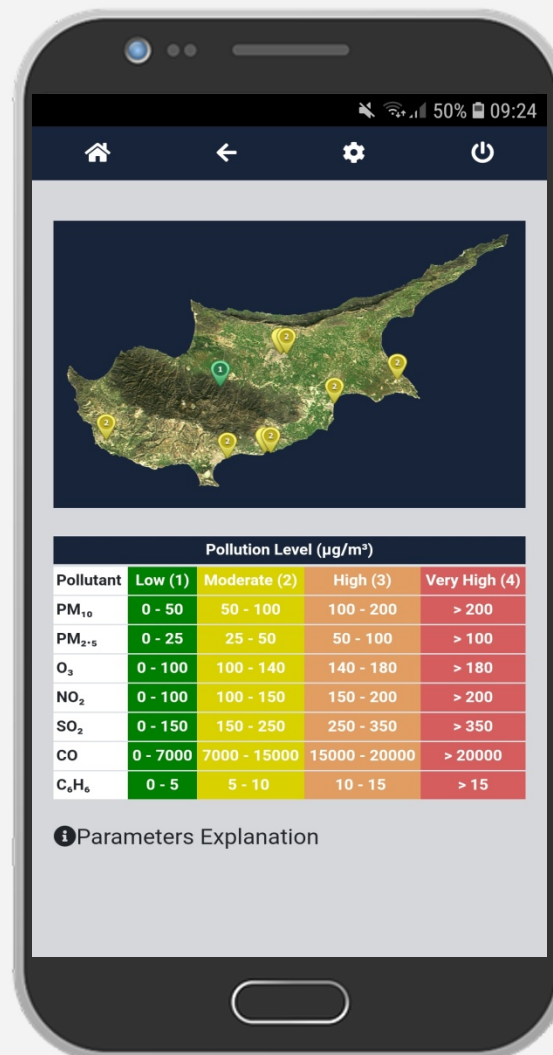 50% 09:24
2
1
2
2
2
2
2
Pollution Level (µg/m³)
Pollutant Low (1) Moderate (2) High (3) Very High (4)
PM₁₀ 0 - 50 50 - 100 100 - 200 > 200
PM₂.₅ 0 - 25 25 - 50 50 - 100 > 100
O₃ 0 - 100 100 - 140 140 - 180 > 180
NO₂ 0 - 100 100 - 150 150 - 200 > 200
SO₂ 0 - 150 150 - 250 250 - 350 > 350
CO 0 - 7000 7000 - 15000 15000 - 20000 > 20000
C₆H₆ 0 - 5 5 - 10 10 - 15 > 15
Parameters Explanation